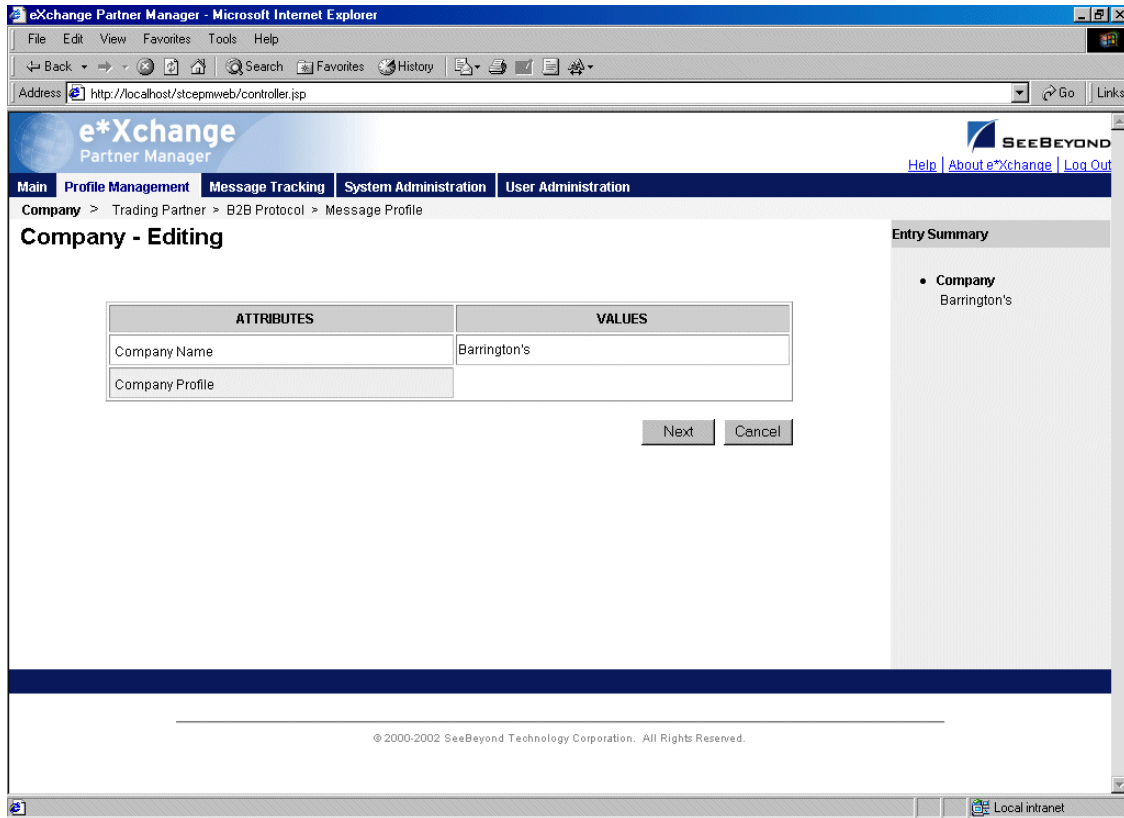 eXchange Partner Manager - Microsoft Internet Explorer
File Edit View Favorites Tools Help
Back Search Favorites History
Address http://localhost/stcepmweb/controller.jsp Go Links
e*Xchange
Partner Manager
SEEBEYOND
Help | About e*Xchange | Log Out
Main Profile Management Message Tracking System Administration User Administration
Company > Trading Partner > B2B Protocol > Message Profile
Company - Editing
Entry Summary
• Company
Barrington's
ATTRIBUTES VALUES
Company Name Barrington's
Company Profile
Next Cancel
© 2000-2002 SeeBeyond Technology Corporation. All Rights Reserved.
Local intranet